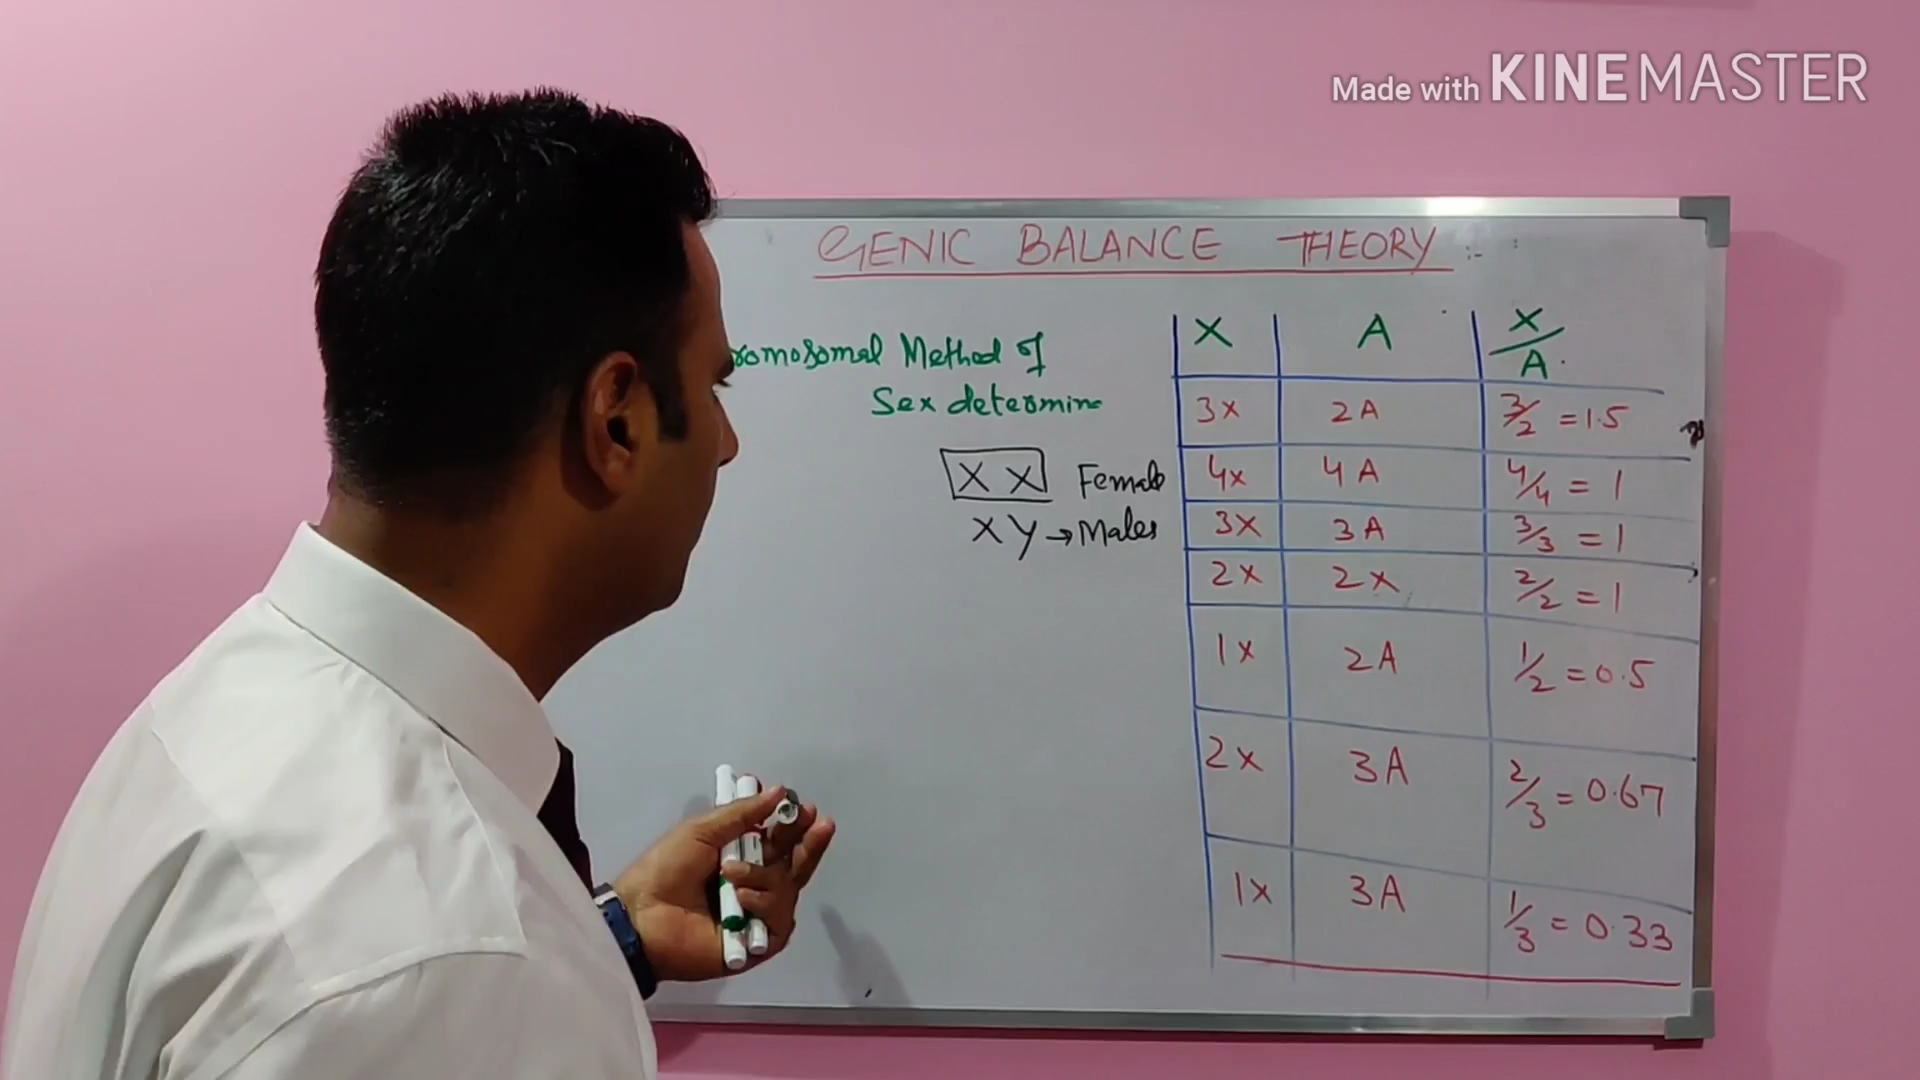 Made with KINEMASTER
GENIC BALANCE THEORY :-
romosomal Method of
Sex determine
X X Female
XY → Males
X A X/A
3x 2A 3/2 = 1.5
4x 4A 4/4 = 1
3x 3A 3/3 = 1
2x 2x 2/2 = 1
1x 2A 1/2 = 0.5
2x 3A 2/3 = 0.67
1x 3A 1/3 = 0.33